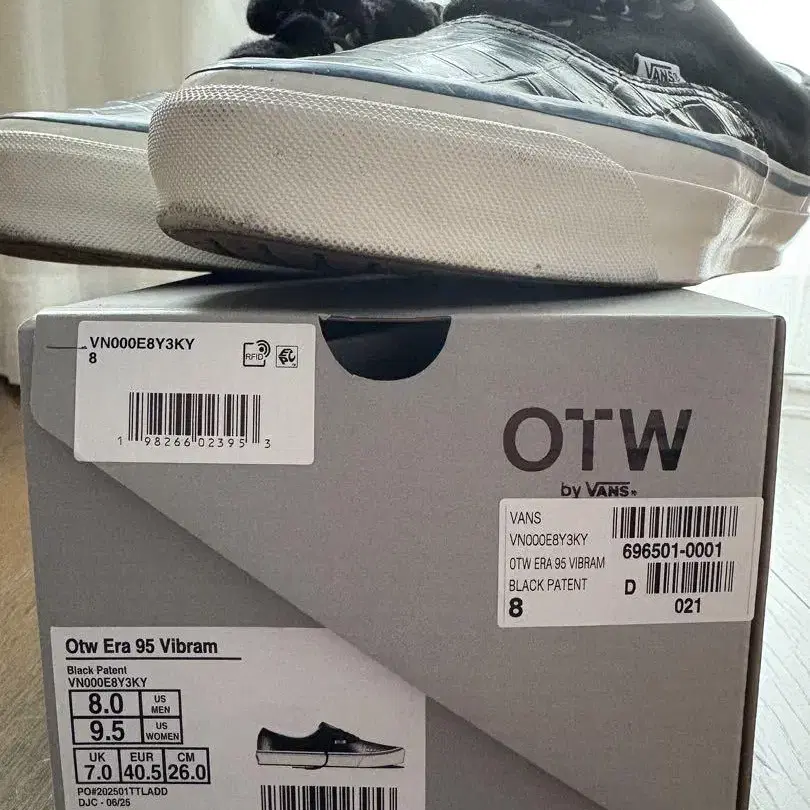 VANS
VN000E8Y3KY
8
RFID
1 98266 02395 3
OTW
by VANS
VANS
VN000E8Y3KY
696501-0001
OTW ERA 95 VIBRAM
BLACK PATENT
D
8
021
Otw Era 95 Vibram
Black Patent
VN000E8Y3KY
8.0 US MEN
9.5 US WOMEN
UK EUR CM
7.0 40.5 26.0
PO#202501TTLADD
DJC - 06/25